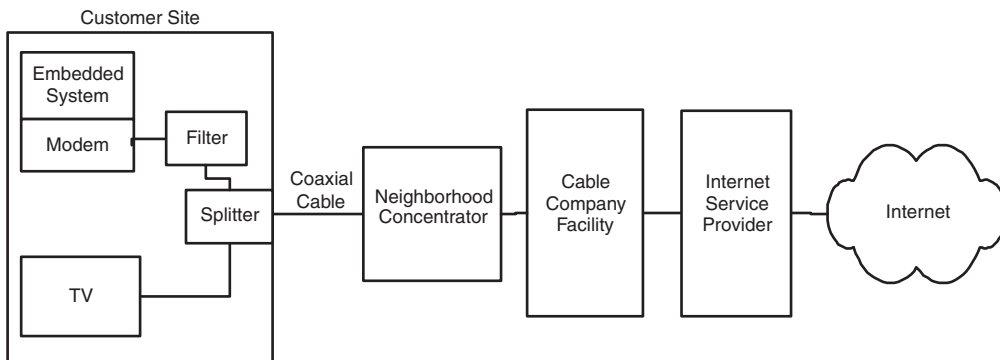 Customer Site
Embedded
System
Modem
Filter
Splitter
TV
Coaxial
Cable
Neighborhood
Concentrator
Cable
Company
Facility
Internet
Service
Provider
Internet